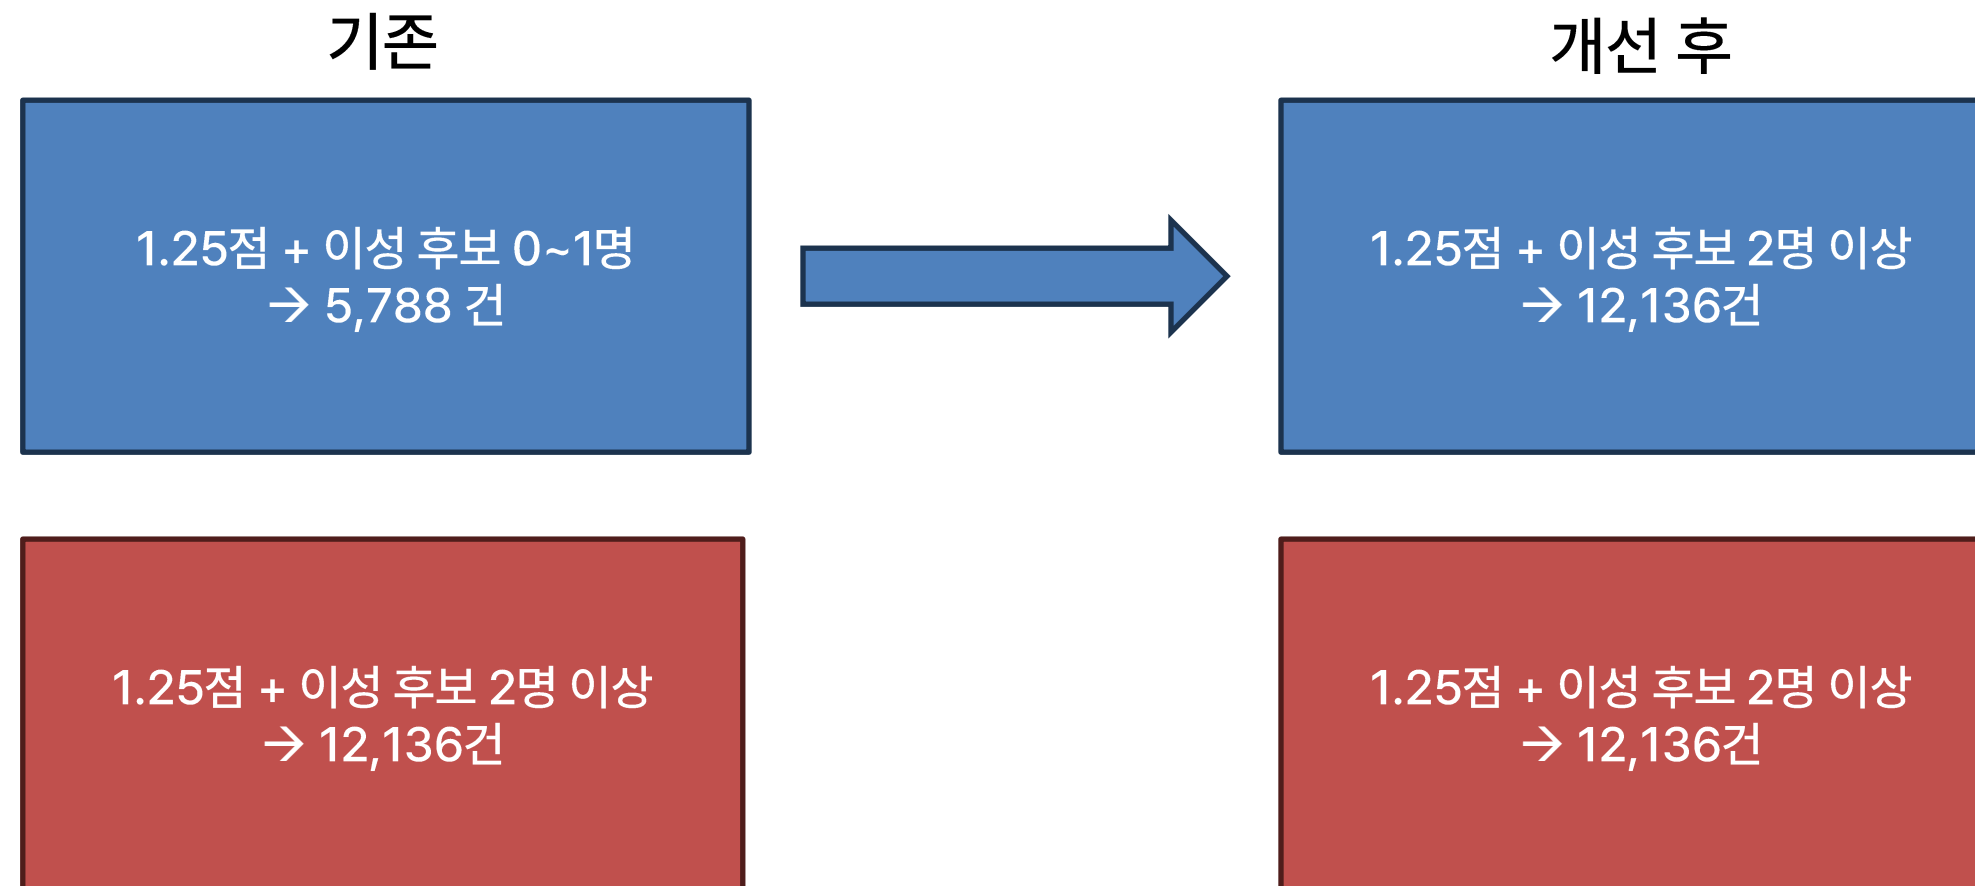 기존
개선 후
1.25점 + 이성 후보 0~1명
→ 5,788 건
1.25점 + 이성 후보 2명 이상
→ 12,136건
1.25점 + 이성 후보 2명 이상
→ 12,136건
1.25점 + 이성 후보 2명 이상
→ 12,136건